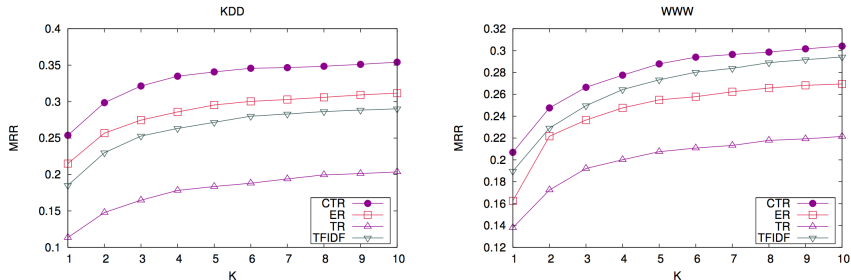 KDD
MRR
0.4
0.35
0.3
0.25
0.2
0.15
0.1
1 2 3 4 5 6 7 8 9 10
K
CTR
ER
TR
TFIDF
WWW
MRR
0.32
0.3
0.28
0.26
0.24
0.22
0.2
0.18
0.16
0.14
0.12
1 2 3 4 5 6 7 8 9 10
K
CTR
ER
TR
TFIDF